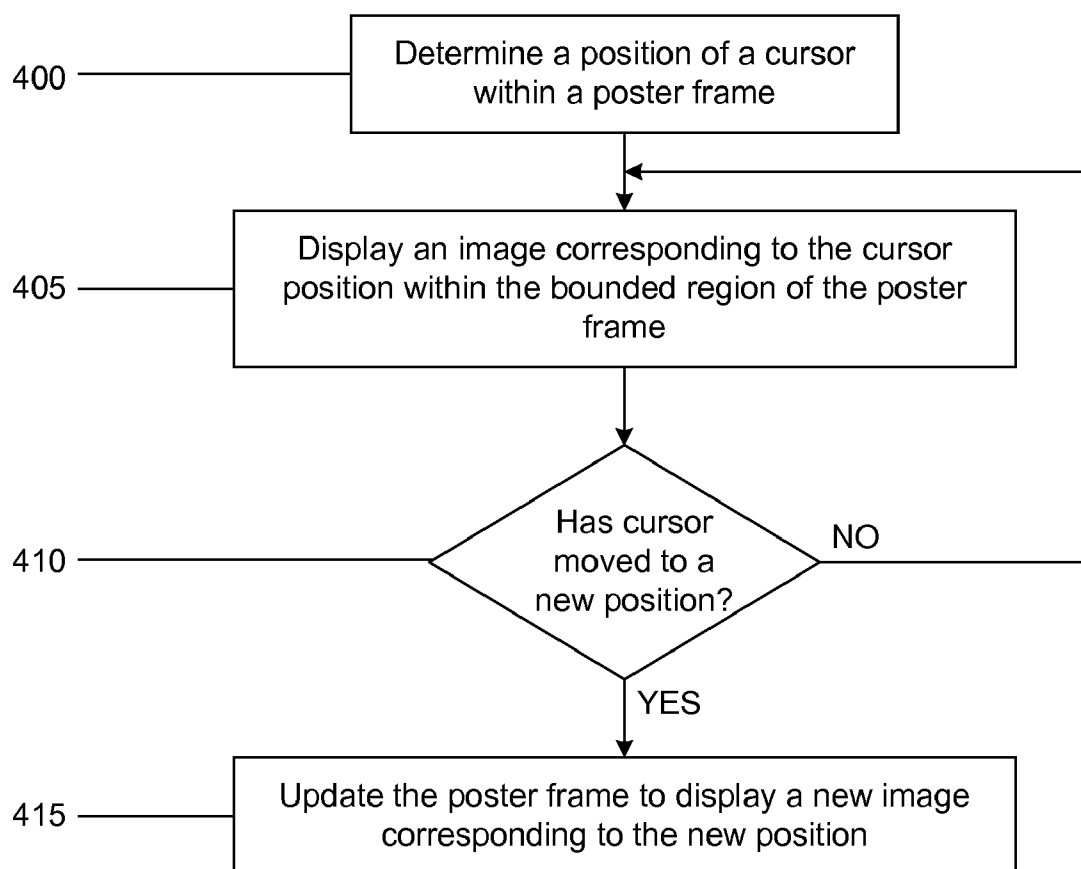 400
Determine a position of a cursor
within a poster frame
405
Display an image corresponding to the cursor
position within the bounded region of the poster
frame
410
Has cursor
moved to a
new position?
NO
YES
415
Update the poster frame to display a new image
corresponding to the new position